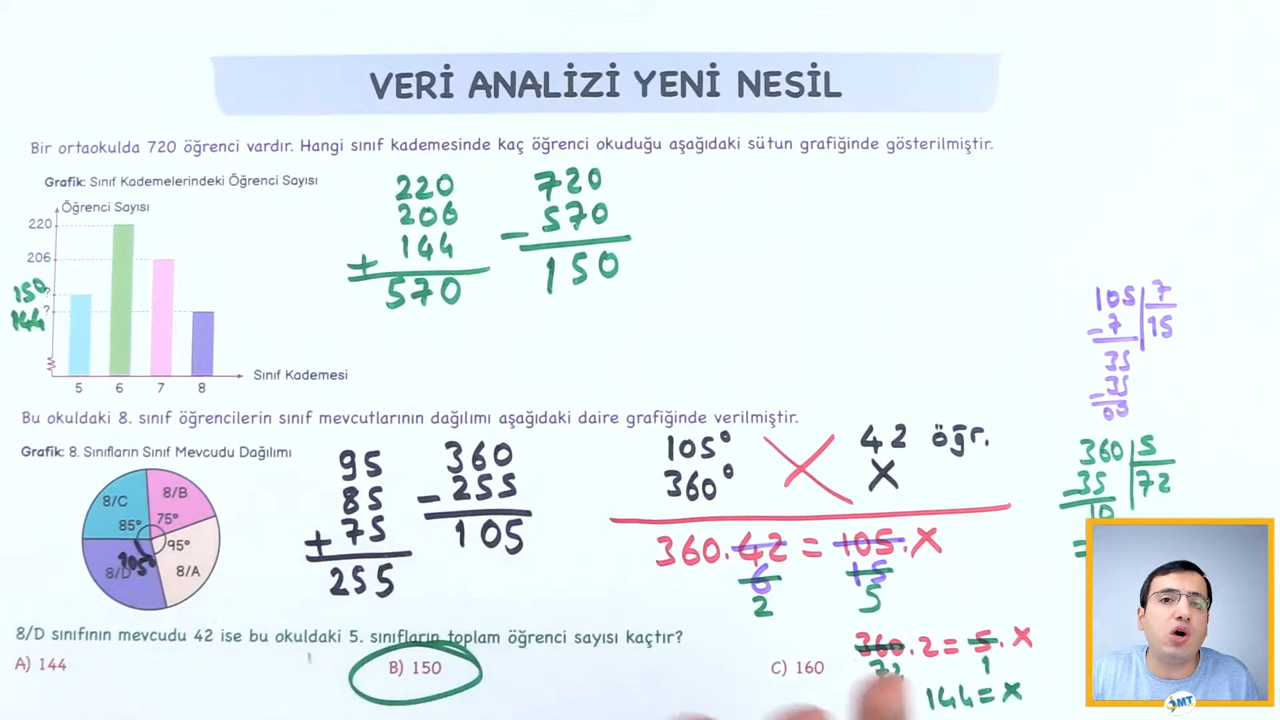 VERİ ANALİZİ YENİ NESİL
Bir ortaokulda 720 öğrenci vardır. Hangi sınıf kademesinde kaç öğrenci okuduğu aşağıdaki sütun grafiğinde gösterilmiştir.
Grafik: Sınıf Kademelerindeki Öğrenci Sayısı
Öğrenci Sayısı
220
206
150 ?
144 ?
5 6 7 8
Sınıf Kademesi
220
206
+ 144
570
720
- 570
150
105 7
- 7 15
35
- 35
00
Bu okuldaki 8. sınıf öğrencilerin sınıf mevcutlarının dağılımı aşağıdaki daire grafiğinde verilmiştir.
Grafik: 8. Sınıfların Sınıf Mevcudu Dağılımı
8/C 8/B
85° 75°
105° 95°
8/D 8/A
95
85
+ 75
255
360
- 255
105
105° 42 öğr.
360° X
360 . 42 = 105 . X
6 15
2 5
360 5
- 35 72
10
=
8/D sınıfının mevcudu 42 ise bu okuldaki 5. sınıfların toplam öğrenci sayısı kaçtır?
A) 144 B) 150 C) 160
360 . 2 = 5 . X
72 1
144 = X
MT